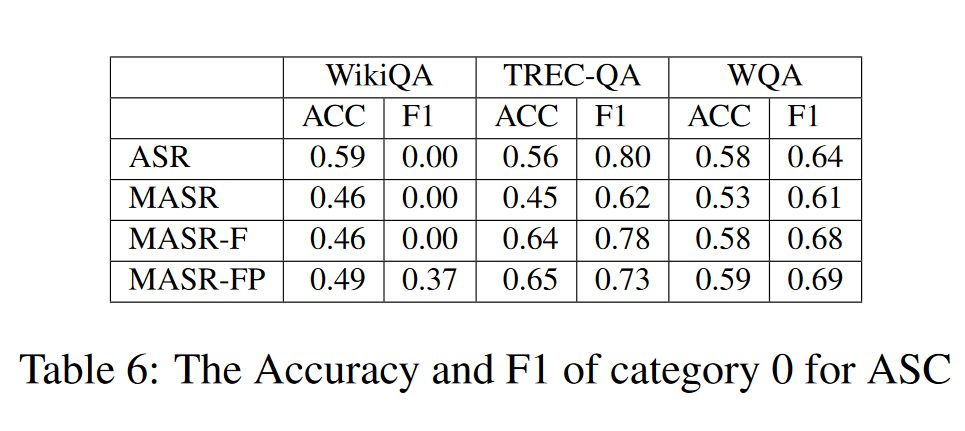 WikiQA TREC-QA WQA
ACC F1 ACC F1 ACC F1
ASR 0.59 0.00 0.56 0.80 0.58 0.64
MASR 0.46 0.00 0.45 0.62 0.53 0.61
MASR-F 0.46 0.00 0.64 0.78 0.58 0.68
MASR-FP 0.49 0.37 0.65 0.73 0.59 0.69
Table 6: The Accuracy and F1 of category 0 for ASC